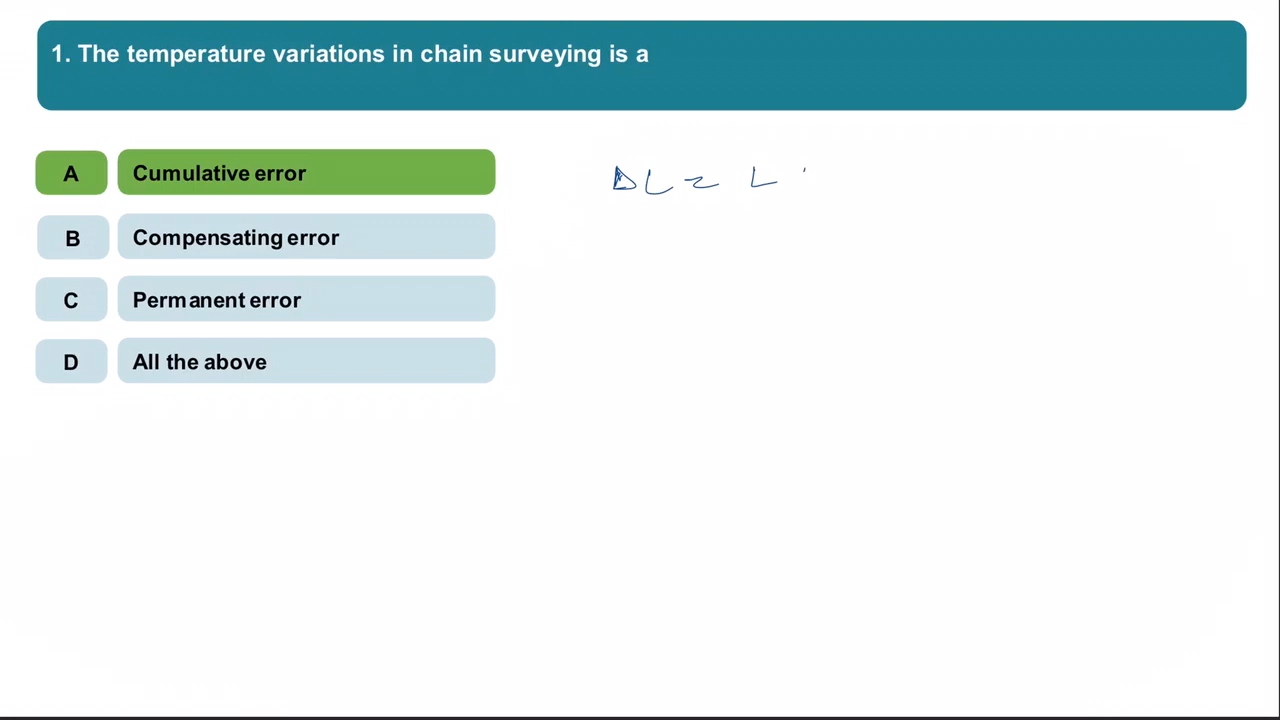 1. The temperature variations in chain surveying is a
A Cumulative error
ΔL = L
B Compensating error
C Permanent error
D All the above